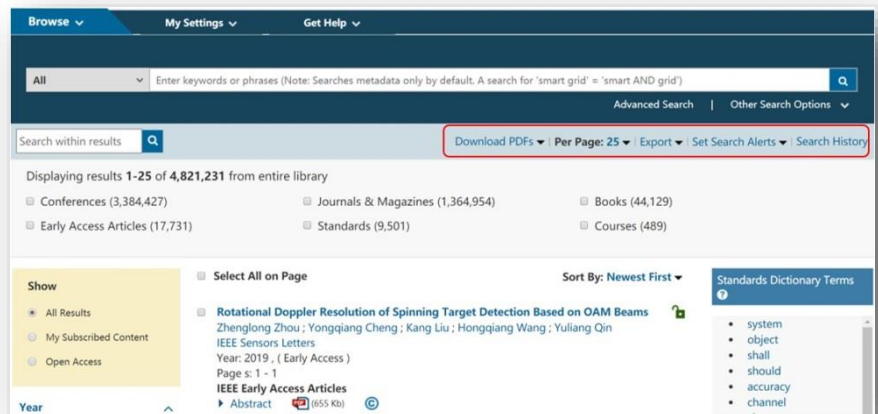 Browse My Settings Get Help
All Enter keywords or phrases (Note: Searches metadata only by default. A search for 'smart grid' = 'smart AND grid')
Advanced Search | Other Search Options
Search within results Download PDFs | Per Page: 25 | Export | Set Search Alerts | Search History
Displaying results 1-25 of 4,821,231 from entire library
Conferences (3,384,427) Journals & Magazines (1,364,954) Books (44,129)
Early Access Articles (17,731) Standards (9,501) Courses (489)
Show
All Results
My Subscribed Content
Open Access
Year
Select All on Page Sort By: Newest First
Rotational Doppler Resolution of Spinning Target Detection Based on OAM Beams
Zhenglong Zhou ; Yongqiang Cheng ; Kang Liu ; Hongqiang Wang ; Yuliang Qin
IEEE Sensors Letters
Year: 2019 , ( Early Access )
Page s: 1 - 1
IEEE Early Access Articles
Abstract PDF (655 Kb) ©
Standards Dictionary Terms
?
• system
• object
• shall
• should
• accuracy
• channel